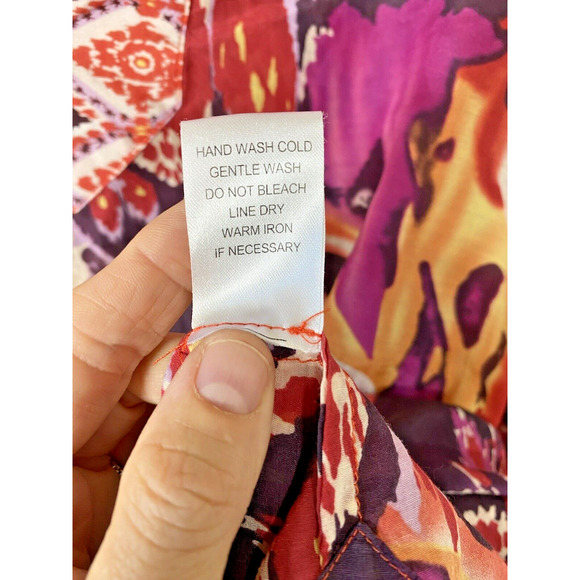 HAND WASH COLD
GENTLE WASH
DO NOT BLEACH
LINE DRY
WARM IRON
IF NECESSARY